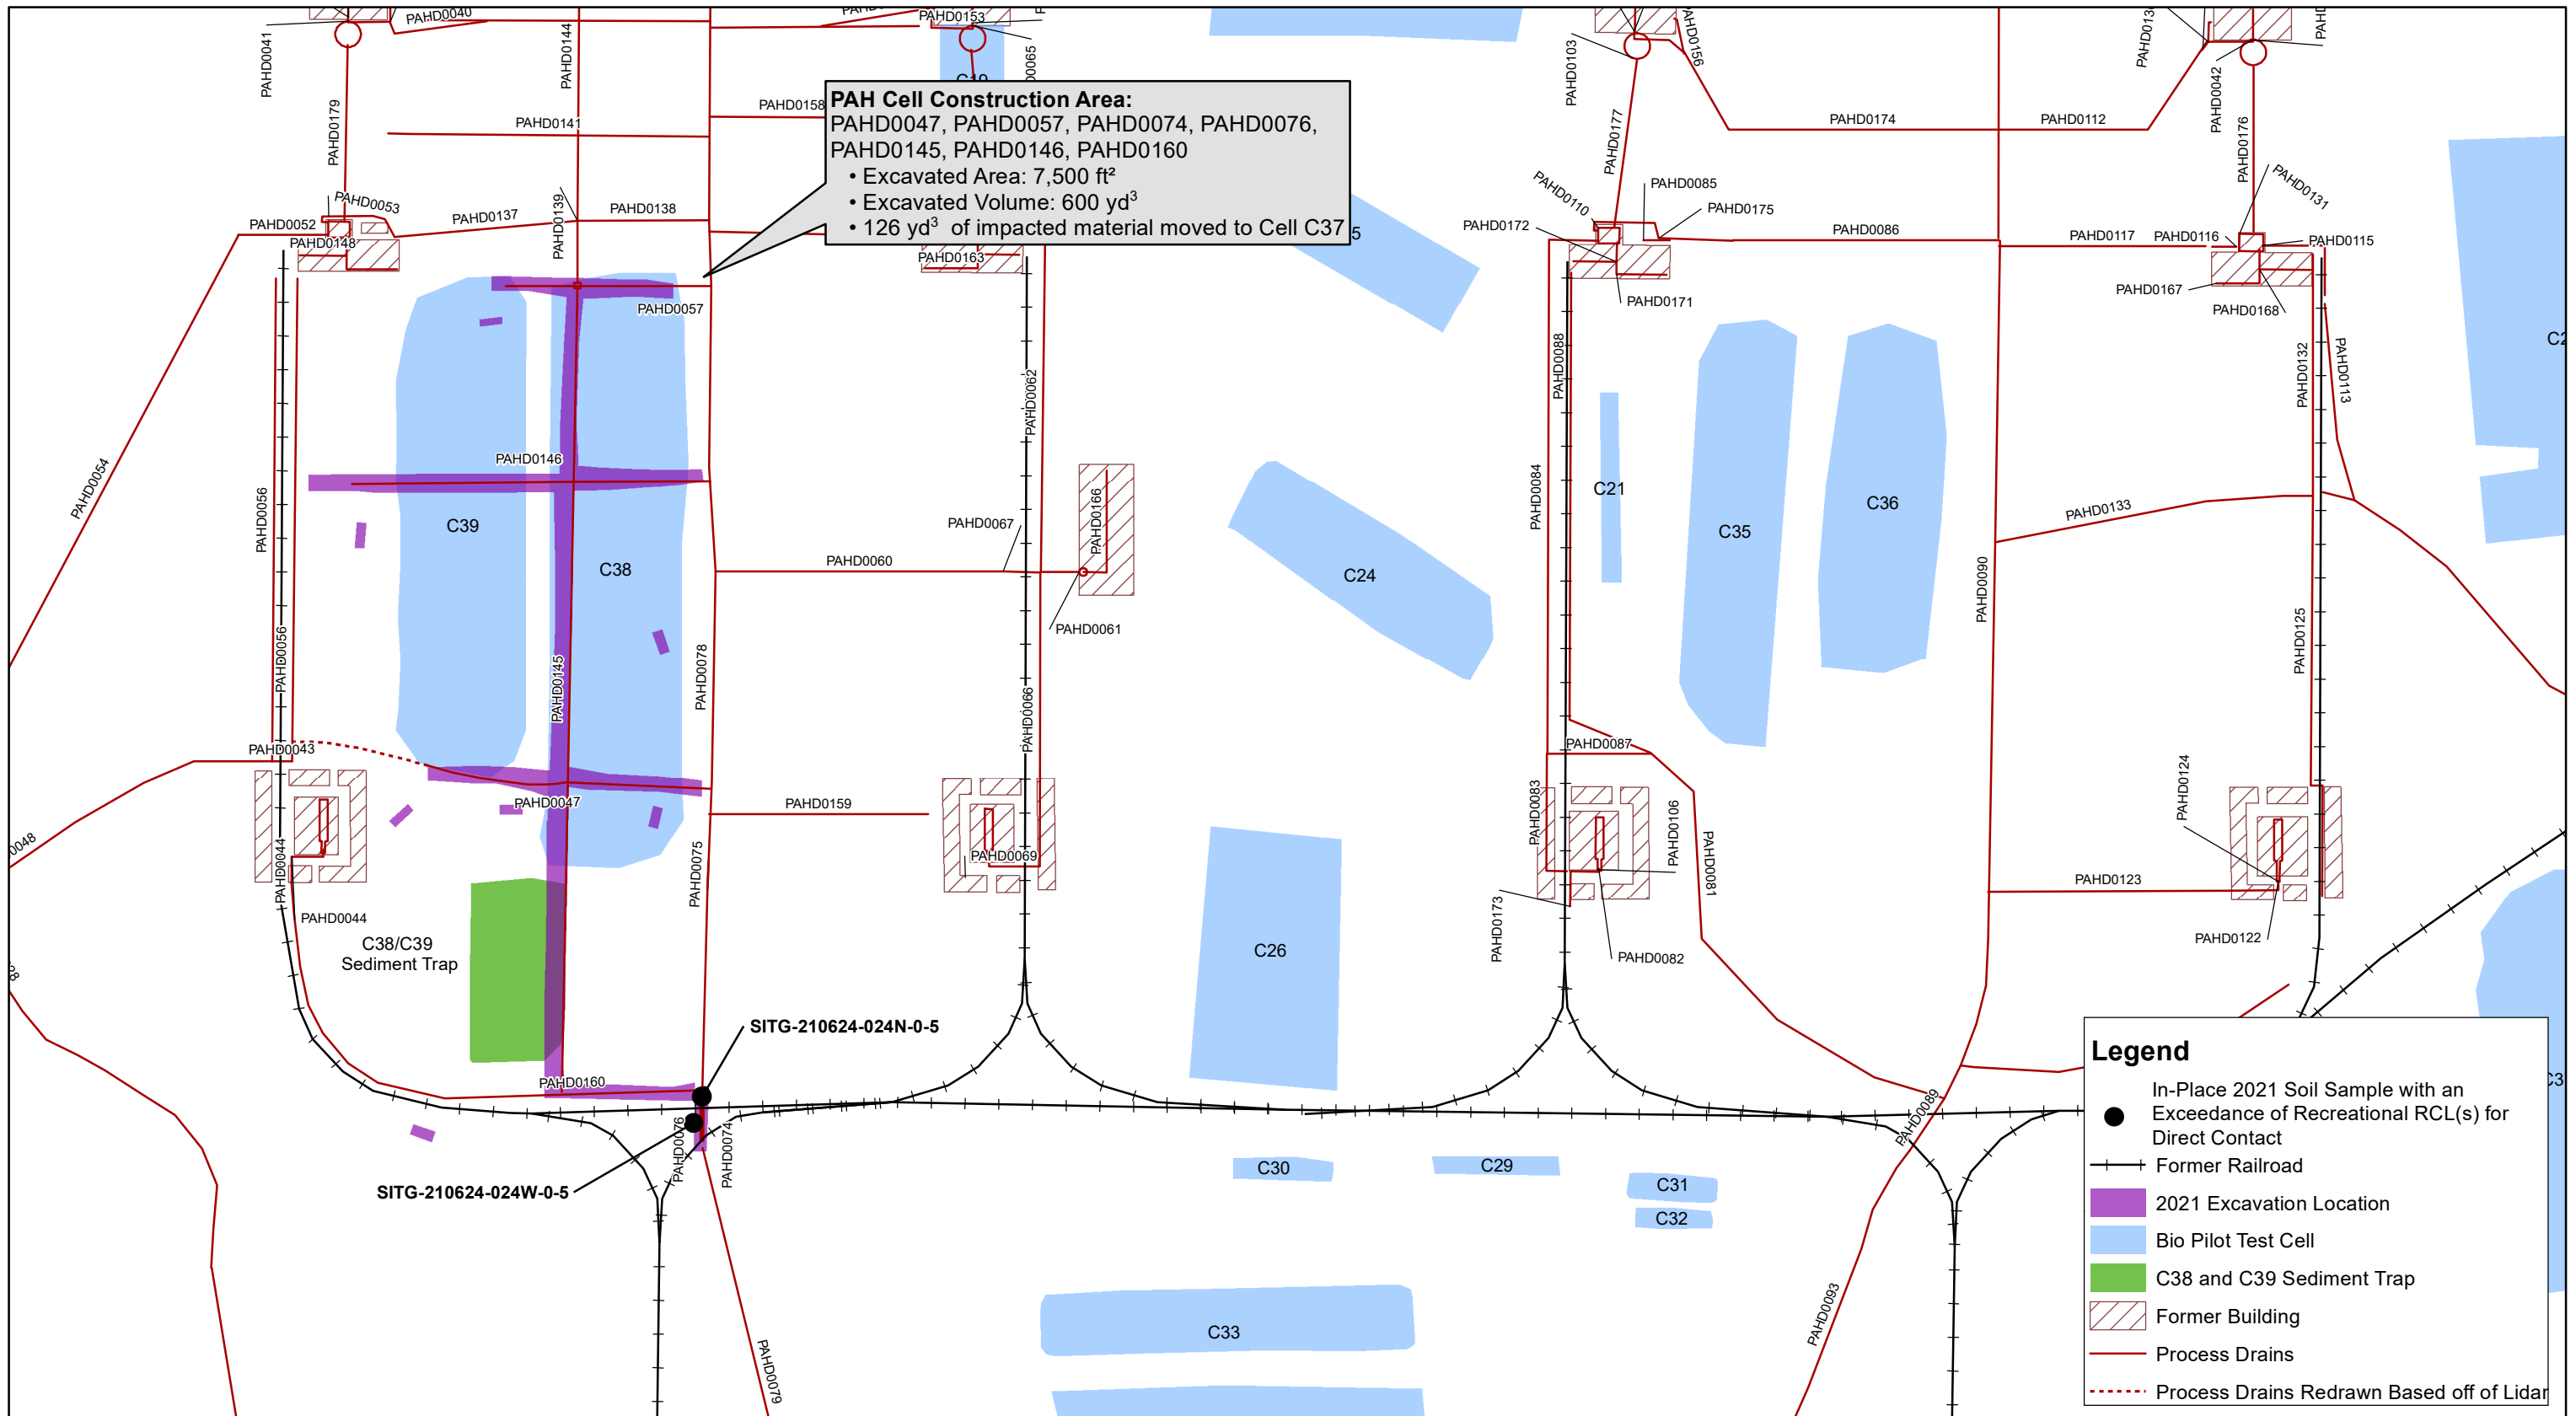 PAHD0041
PAHD0040
PAHD0144
PAHD0153
PAHD0103
PAHD0156
PAHD0042
PAHD0179
PAHD0141
PAHD0158
C19
PAH Cell Construction Area:
PAHD0047, PAHD0057, PAHD0074, PAHD0076,
PAHD0145, PAHD0146, PAHD0160
• Excavated Area: 7,500 ft²
• Excavated Volume: 600 yd³
• 126 yd³ of impacted material moved to Cell C37
PAHD0177
PAHD0174
PAHD0112
PAHD0176
PAHD0052
PAHD0053
PAHD0137
PAHD0139
PAHD0138
PAHD0148
PAHD0163
PAHD0110
PAHD0085
PAHD0175
PAHD0172
PAHD0086
PAHD0171
PAHD0117
PAHD0116
PAHD0131
PAHD0115
PAHD0167
PAHD0168
PAHD0057
PAHD0062
PAHD0088
PAHD0132
PAHD0113
PAHD0054
PAHD0056
PAHD0146
C39
C38
PAHD0067
PAHD0166
PAHD0060
PAHD0061
C24
PAHD0084
C21
C35
C36
PAHD0090
PAHD0133
PAHD0125
PAHD0056
PAHD0145
PAHD0078
PAHD0066
PAHD0043
PAHD0047
PAHD0159
PAHD0087
PAHD0083
PAHD0106
PAHD0081
PAHD0124
0048
PAHD0044
PAHD0044
PAHD0075
PAHD0069
PAHD0173
PAHD0082
PAHD0123
PAHD0122
C38/C39
Sediment Trap
C26
SITG-210624-024N-0-5
PAHD0160
PAHD0076
PAHD0074
SITG-210624-024W-0-5
PAHD0089
C30
C29
C31
C32
PAHD0093
PAHD0079
C33
Legend
In-Place 2021 Soil Sample with an
Exceedance of Recreational RCL(s) for
Direct Contact
Former Railroad
2021 Excavation Location
Bio Pilot Test Cell
C38 and C39 Sediment Trap
Former Building
Process Drains
Process Drains Redrawn Based off of Lidar